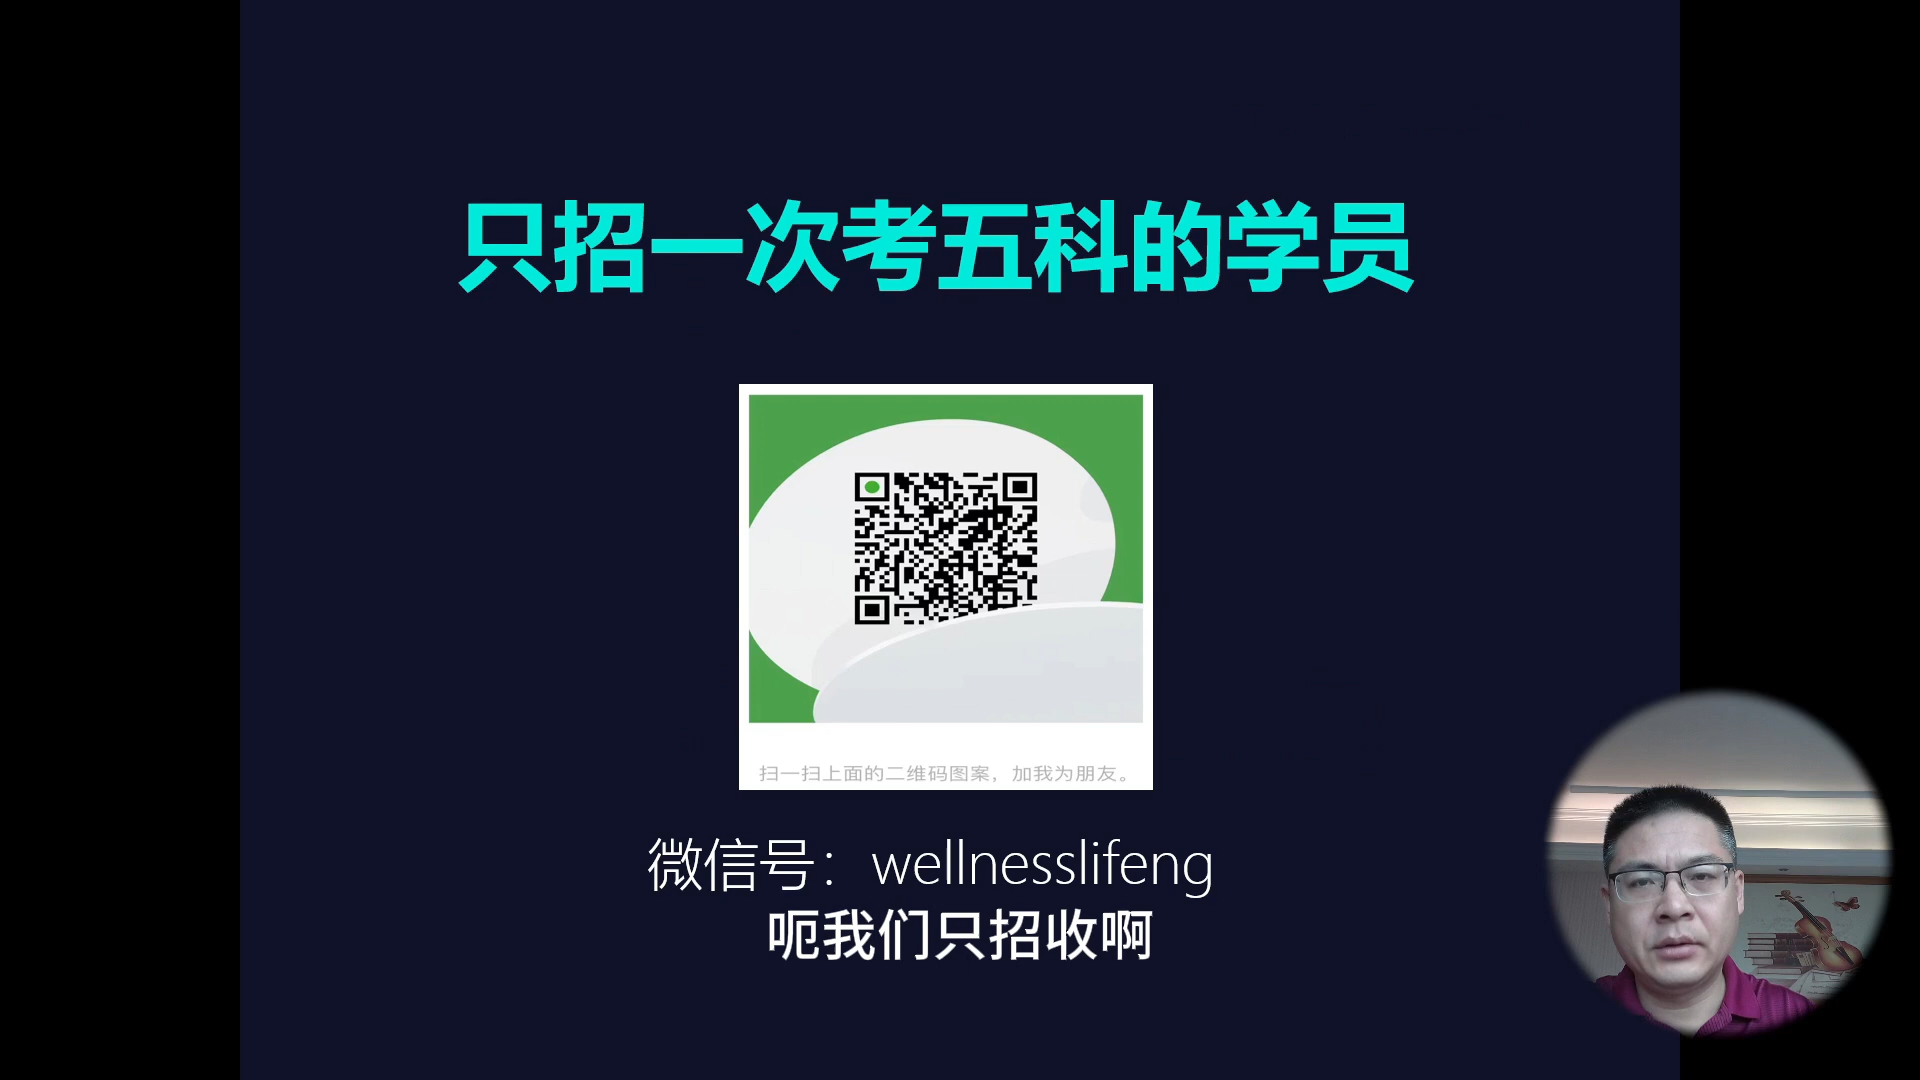 只招一次考五科的学员
扫一扫上面的二维码图案，加我为朋友。
微信号：wellnesslifeng
呃我们只招收啊